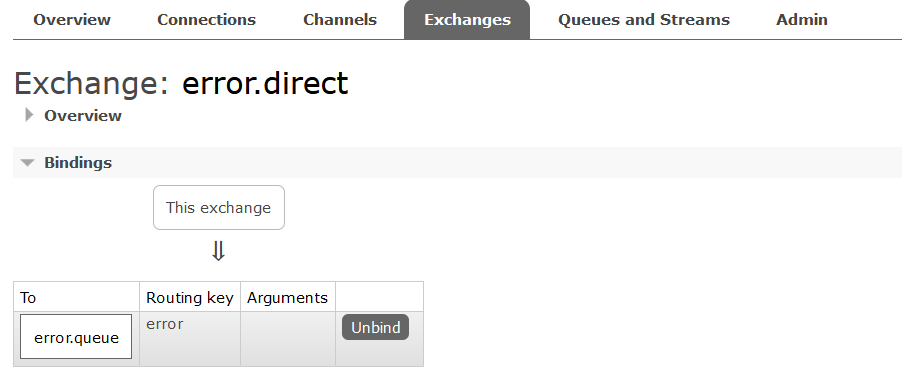 Overview Connections Channels Exchanges Queues and Streams Admin
Exchange: error.direct
Overview
Bindings
This exchange
To Routing key Arguments
error.queue error Unbind